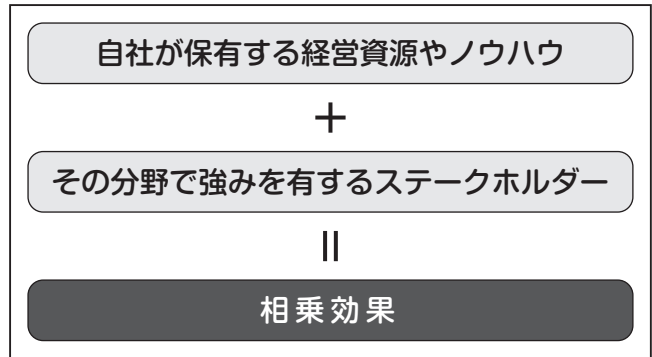 自社が保有する経営資源やノウハウ
＋
その分野で強みを有するステークホルダー
＝
相乗効果